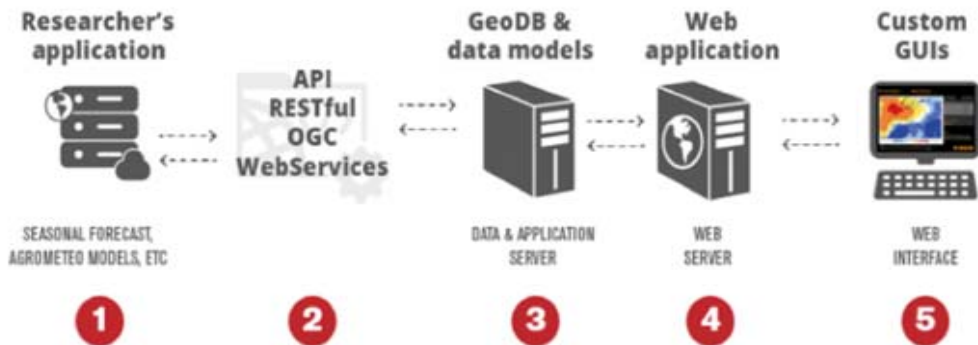 Researcher's
application
API
RESTful
OGC
WebServices
GeoDB &
data models
Web
application
Custom
GUIs
SEASONAL FORECAST,
AGROMETEO MODELS, ETC
DATA & APPLICATION
SERVER
WEB
SERVER
WEB
INTERFACE
1
2
3
4
5